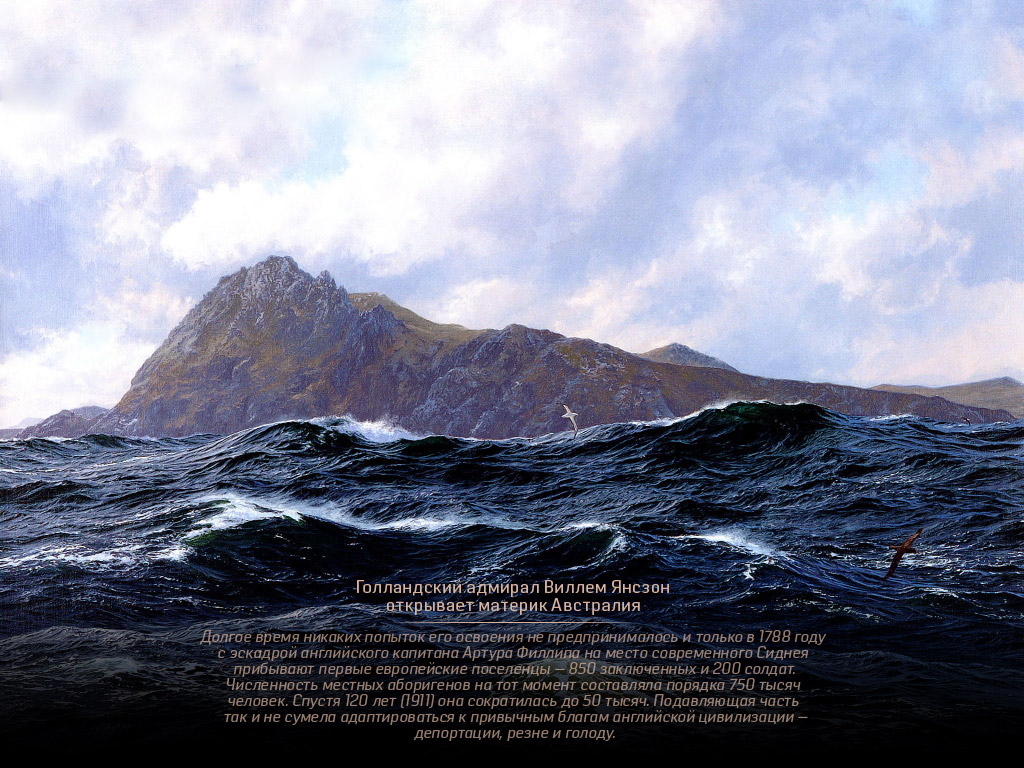 Голландский адмирал Виллем Янсзон
открывает материк Австралия
Долгое время никаких попыток его освоения не предпринималось и только в 1788 году
с эскадрой английского капитана Артура Филлипа на место современного Сиднея
прибывают первые европейские поселенцы – 850 заключенных и 200 солдат.
Численность местных аборигенов на тот момент составляла порядка 750 тысяч
человек. Спустя 120 лет (1911) она сократилась до 50 тысяч. Подавляющая часть
так и не сумела адаптироваться к привычным благам английской цивилизации –
депортации, резне и голоду.